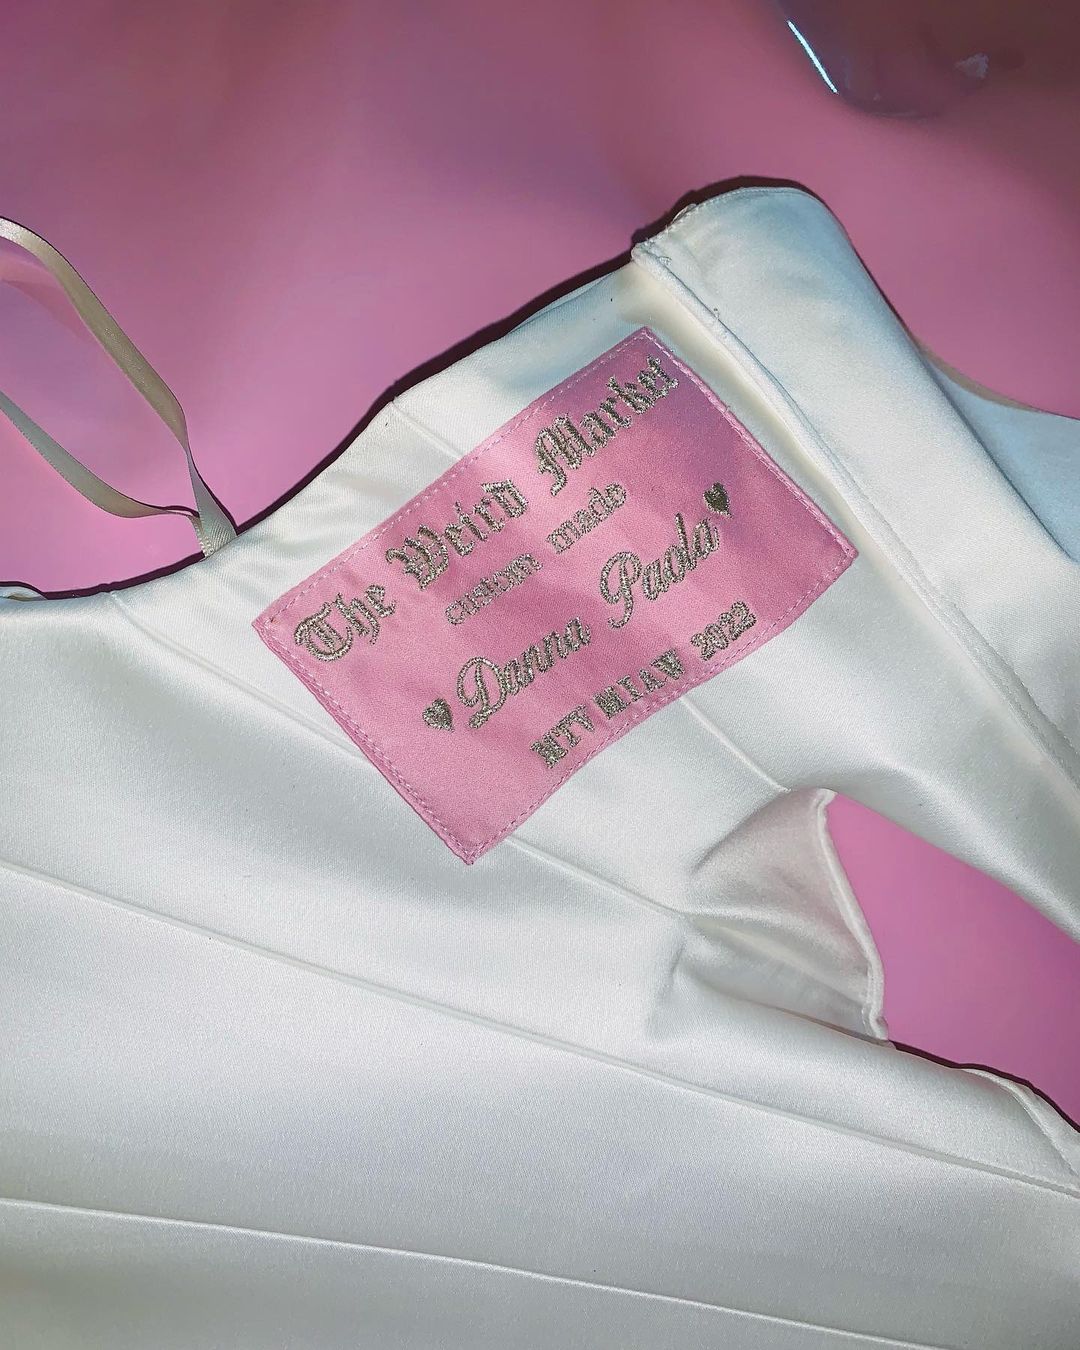 The Weird Market
custom made
♥ Danna Paola ♥
MTV MIAW 2022